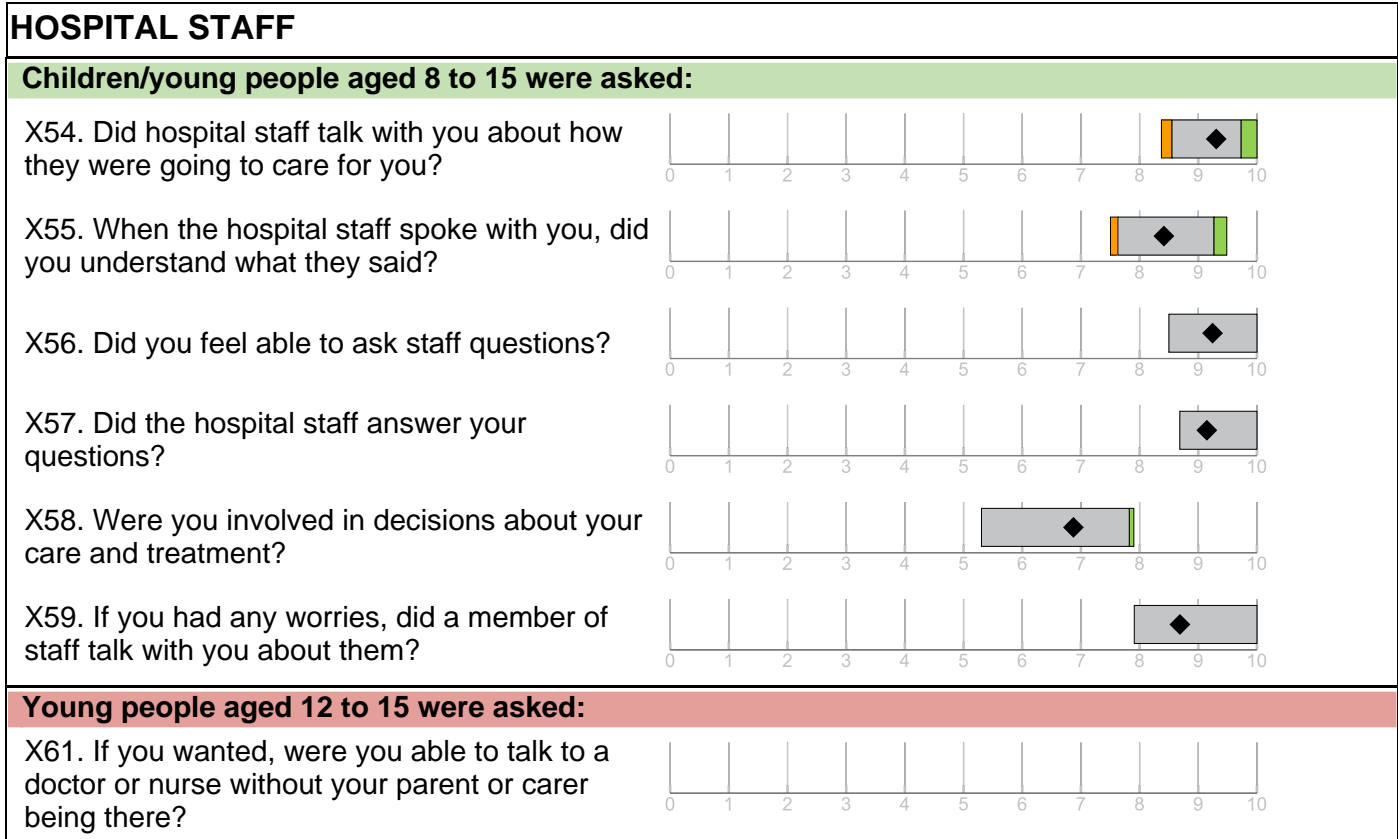 HOSPITAL STAFF
Children/young people aged 8 to 15 were asked:
X54. Did hospital staff talk with you about how
they were going to care for you?
0 1 2 3 4 5 6 7 8 9 10
X55. When the hospital staff spoke with you, did
you understand what they said?
0 1 2 3 4 5 6 7 8 9 10
X56. Did you feel able to ask staff questions?
0 1 2 3 4 5 6 7 8 9 10
X57. Did the hospital staff answer your
questions?
0 1 2 3 4 5 6 7 8 9 10
X58. Were you involved in decisions about your
care and treatment?
0 1 2 3 4 5 6 7 8 9 10
X59. If you had any worries, did a member of
staff talk with you about them?
0 1 2 3 4 5 6 7 8 9 10
Young people aged 12 to 15 were asked:
X61. If you wanted, were you able to talk to a
doctor or nurse without your parent or carer
being there?
0 1 2 3 4 5 6 7 8 9 10